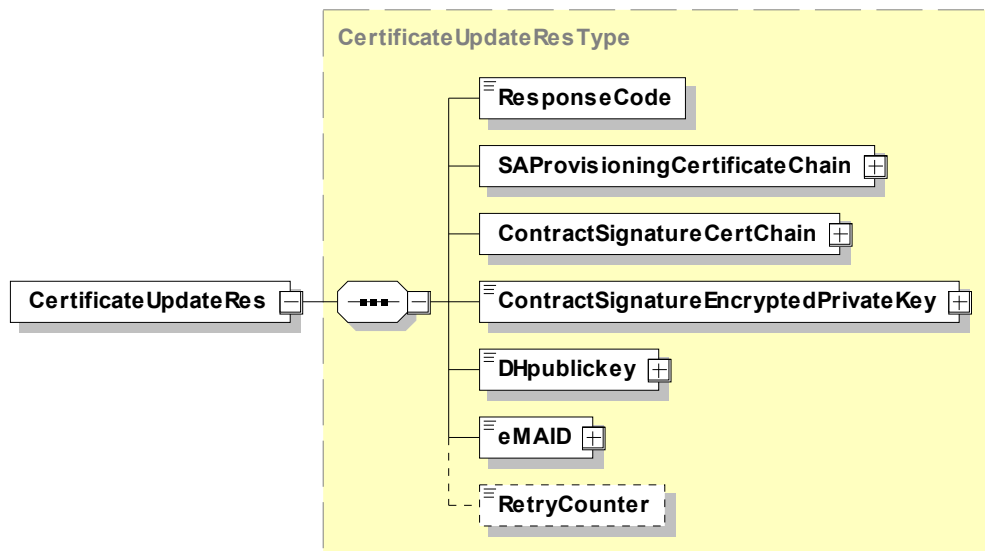 CertificateUpdateResType
ResponseCode
SAProvisioningCertificateChain
ContractSignatureCertChain
CertificateUpdateRes
ContractSignatureEncryptedPrivateKey
DHpublickey
eMAID
RetryCounter